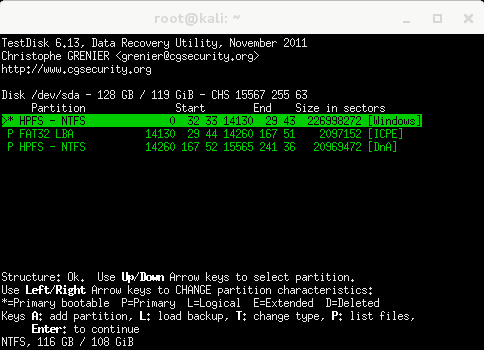 root@kali: ~
TestDisk 6.13, Data Recovery Utility, November 2011
Christophe GRENIER <grenier@cgsecurity.org>
http://www.cgsecurity.org
Disk /dev/sda - 128 GB / 119 GiB - CHS 15567 255 63
Partition Start End Size in sectors
>* HPFS - NTFS 0 32 33 14130 29 43 226998272 [Windows]
P FAT32 LBA 14130 29 44 14260 167 51 2097152 [ICPE]
P HPFS - NTFS 14260 167 52 15565 241 36 20969472 [DnA]
Structure: Ok. Use Up/Down Arrow keys to select partition.
Use Left/Right Arrow keys to CHANGE partition characteristics:
*=Primary bootable P=Primary L=Logical E=Extended D=Deleted
Keys A: add partition, L: load backup, T: change type, P: list files,
Enter: to continue
NTFS, 116 GB / 108 GiB